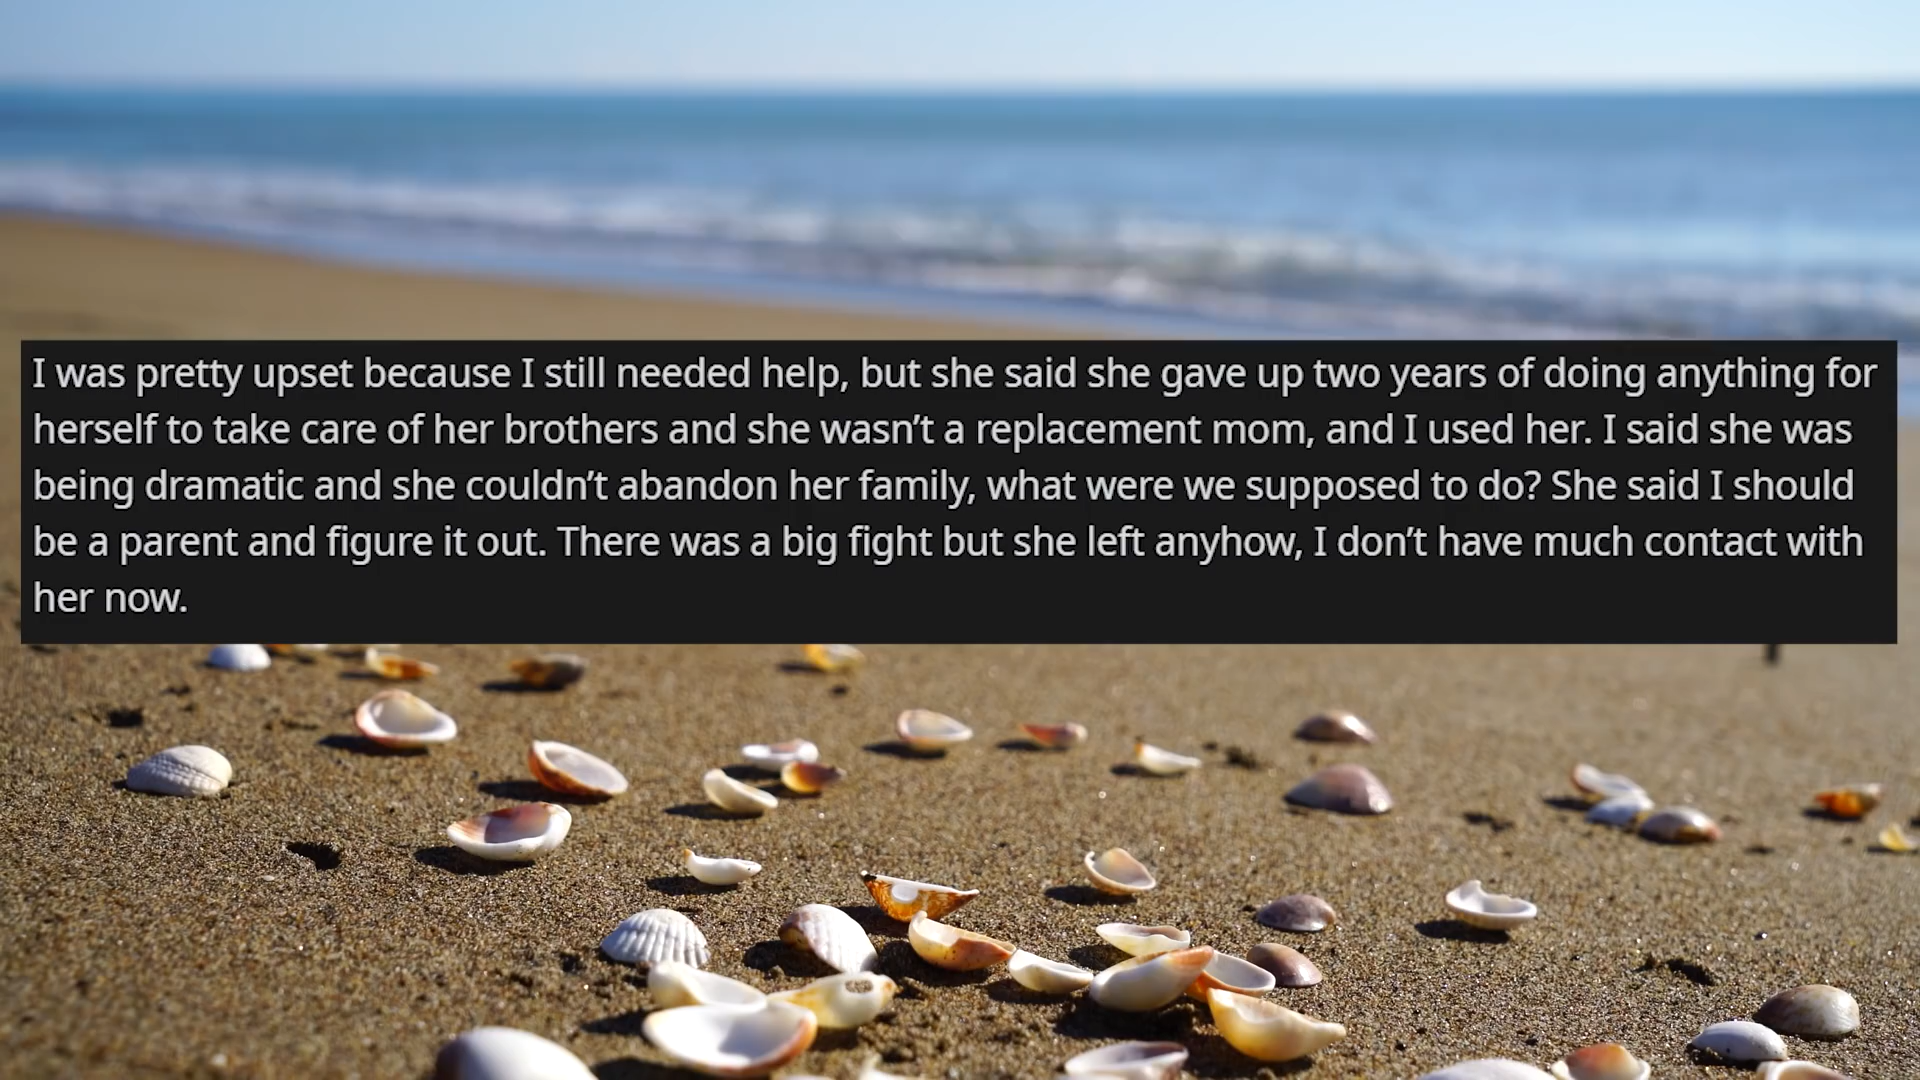 I was pretty upset because I still needed help, but she said she gave up two years of doing anything for
herself to take care of her brothers and she wasn’t a replacement mom, and I used her. I said she was
being dramatic and she couldn’t abandon her family, what were we supposed to do? She said I should
be a parent and figure it out. There was a big fight but she left anyhow, I don’t have much contact with
her now.